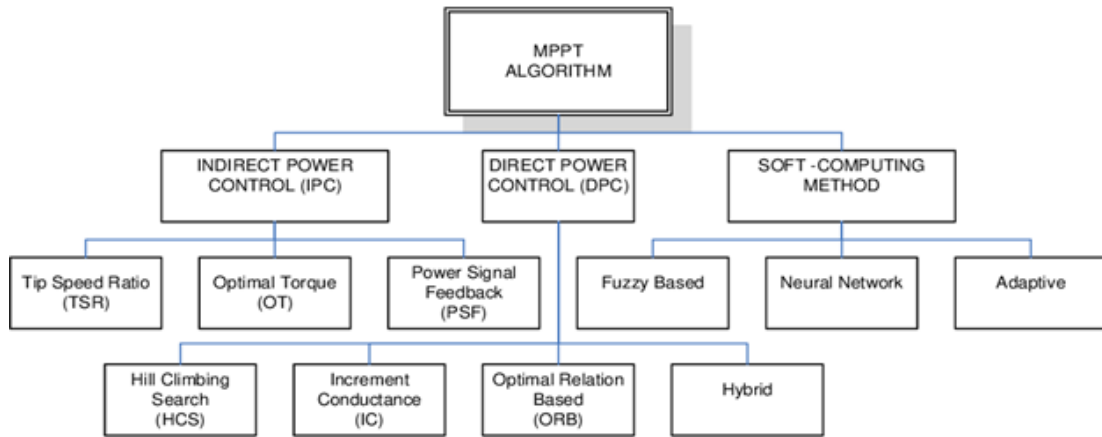 MPPT
ALGORITHM
INDIRECT POWER
CONTROL (IPC)
DIRECT POWER
CONTROL (DPC)
SOFT -COMPUTING
METHOD
Tip Speed Ratio
(TSR)
Optimal Torque
(OT)
Power Signal
Feedback
(PSF)
Fuzzy Based
Neural Network
Adaptive
Hill Climbing
Search
(HCS)
Increment
Conductance
(IC)
Optimal Relation
Based
(ORB)
Hybrid